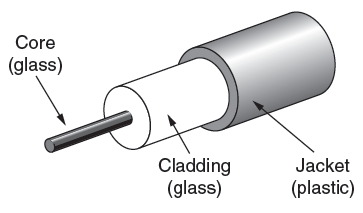 Core
(glass)
Cladding
(glass)
Jacket
(plastic)